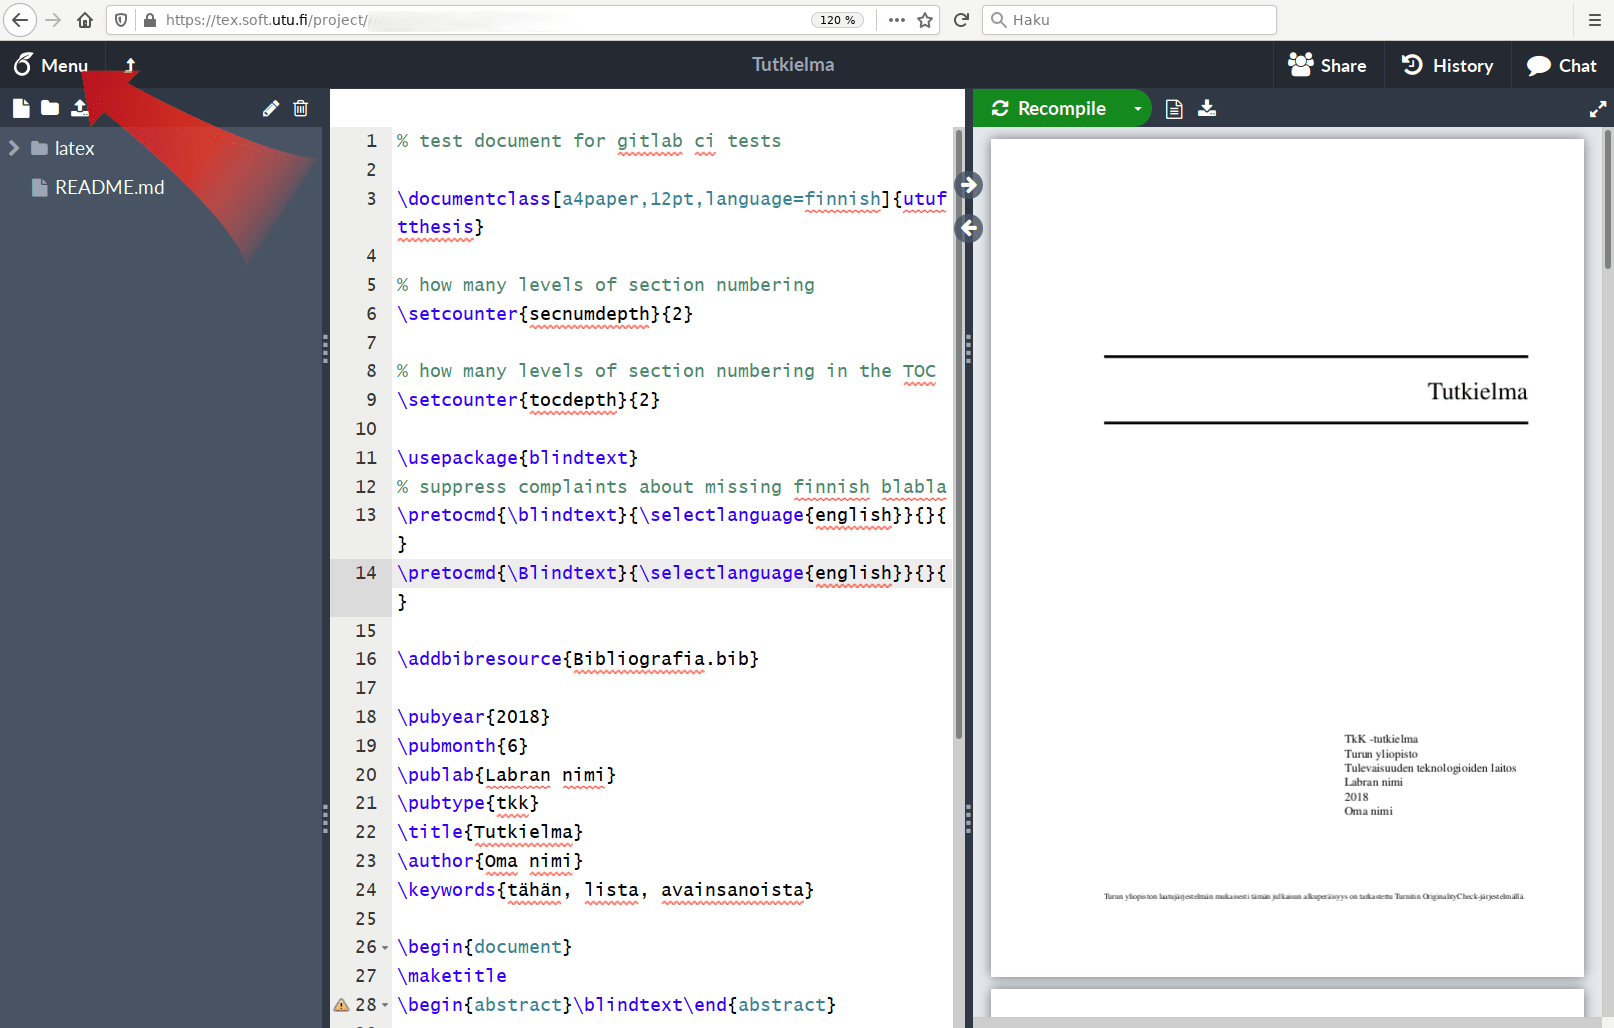 https://tex.soft.utu.fi/project/
120 %
Haku
Menu
Tutkielma
Share
History
Chat
Recompile
latex
README.md
1 % test document for gitlab ci tests
2
3 \documentclass[a4paper,12pt,language=finnish]{utuf
tthesis}
4
5 % how many levels of section numbering
6 \setcounter{secnumdepth}{2}
7
8 % how many levels of section numbering in the TOC
9 \setcounter{tocdepth}{2}
10
11 \usepackage{blindtext}
12 % suppress complaints about missing finnish blabla
13 \pretocmd{\blindtext}{\selectlanguage{english}}{}{
}
14 \pretocmd{\Blindtext}{\selectlanguage{english}}{}{
}
15
16 \addbibresource{Bibliografia.bib}
17
18 \pubyear{2018}
19 \pubmonth{6}
20 \publab{Labran nimi}
21 \pubtype{tkk}
22 \title{Tutkielma}
23 \author{Oma nimi}
24 \keywords{tähän, lista, avainsanoista}
25
26 \begin{document}
27 \maketitle
28 \begin{abstract}\blindtext\end{abstract}
Tutkielma
TkK -tutkielma
Turun yliopisto
Tulevaisuuden teknologioiden laitos
Labran nimi
2018
Oma nimi
Turun yliopiston laatujärjestelmän mukaisesti tämän julkaisun alkuperäisyys on tarkastettu Turnitin OriginalityCheck-järjestelmällä